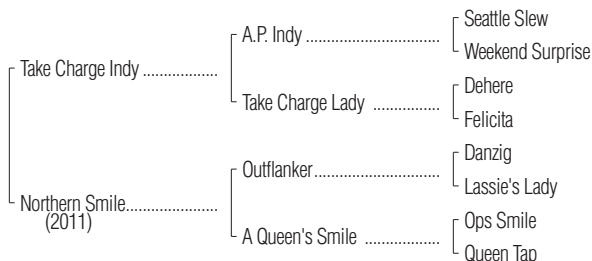 Seattle Slew
A.P. Indy ................................
Weekend Surprise
Take Charge Indy ..................
Dehere
Take Charge Lady ................
Felicita
Danzig
Outflanker..............................
Lassie's Lady
Northern Smile......................
(2011)
Ops Smile
A Queen's Smile ..................
Queen Tap